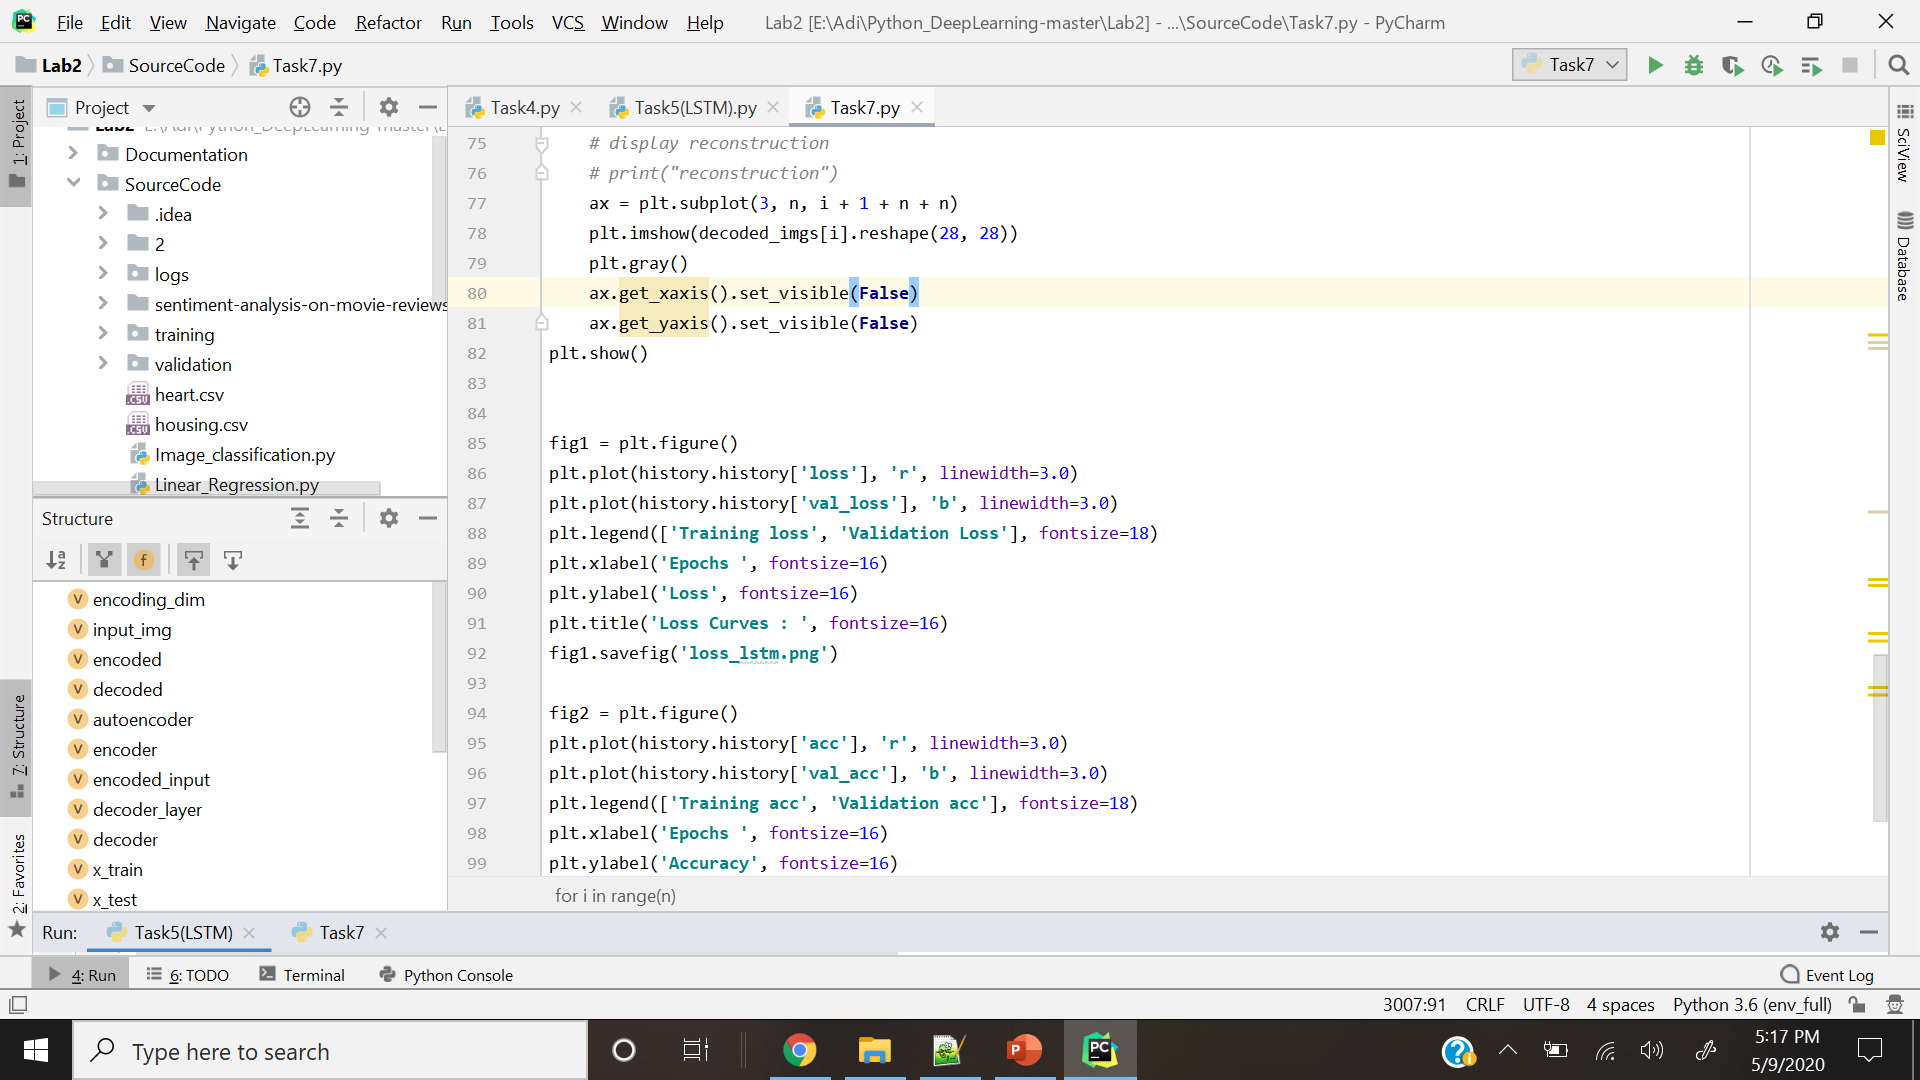 File Edit View Navigate Code Refactor Run Tools VCS Window Help Lab2 [E:\Adi\Python_DeepLearning-master\Lab2] - ...\SourceCode\Task7.py - PyCharm
Lab2 SourceCode Task7.py Task7
1: Project
7: Structure
2: Favorites
Project
Lab2 E:\Adi\Python_DeepLearning-master\L
Documentation
SourceCode
.idea
2
logs
sentiment-analysis-on-movie-reviews
training
validation
heart.csv
housing.csv
Image_classification.py
Linear_Regression.py
Structure
encoding_dim
input_img
encoded
decoded
autoencoder
encoder
encoded_input
decoder_layer
decoder
x_train
x_test
Task4.py Task5(LSTM).py Task7.py
75 # display reconstruction
76 # print("reconstruction")
77 ax = plt.subplot(3, n, i + 1 + n + n)
78 plt.imshow(decoded_imgs[i].reshape(28, 28))
79 plt.gray()
80 ax.get_xaxis().set_visible(False)
81 ax.get_yaxis().set_visible(False)
82 plt.show()
83
84
85 fig1 = plt.figure()
86 plt.plot(history.history['loss'], 'r', linewidth=3.0)
87 plt.plot(history.history['val_loss'], 'b', linewidth=3.0)
88 plt.legend(['Training loss', 'Validation Loss'], fontsize=18)
89 plt.xlabel('Epochs ', fontsize=16)
90 plt.ylabel('Loss', fontsize=16)
91 plt.title('Loss Curves : ', fontsize=16)
92 fig1.savefig('loss_lstm.png')
93
94 fig2 = plt.figure()
95 plt.plot(history.history['acc'], 'r', linewidth=3.0)
96 plt.plot(history.history['val_acc'], 'b', linewidth=3.0)
97 plt.legend(['Training acc', 'Validation acc'], fontsize=18)
98 plt.xlabel('Epochs ', fontsize=16)
99 plt.ylabel('Accuracy', fontsize=16)
for i in range(n)
SciView
Database
Run: Task5(LSTM) Task7
4: Run 6: TODO Terminal Python Console Event Log
3007:91 CRLF UTF-8 4 spaces Python 3.6 (env_full)
Type here to search
5:17 PM
5/9/2020